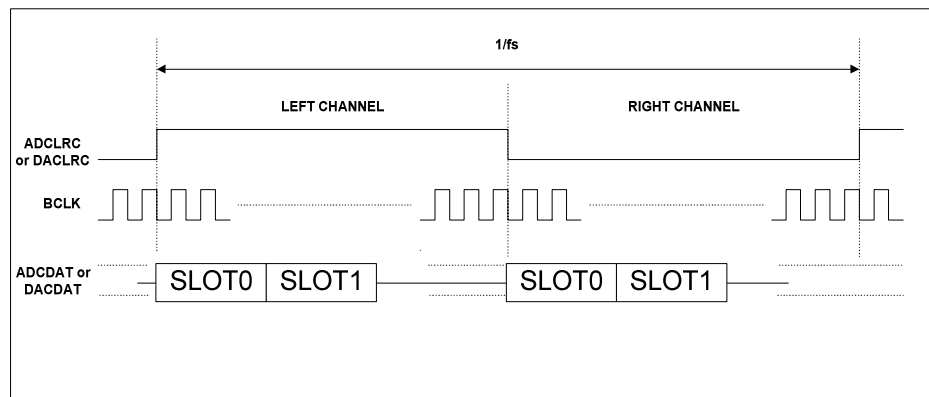 1/fs
LEFT CHANNEL
RIGHT CHANNEL
ADCLRC
or DACLRC
BCLK
ADCDAT or
DACDAT
SLOT0
SLOT1
SLOT0
SLOT1